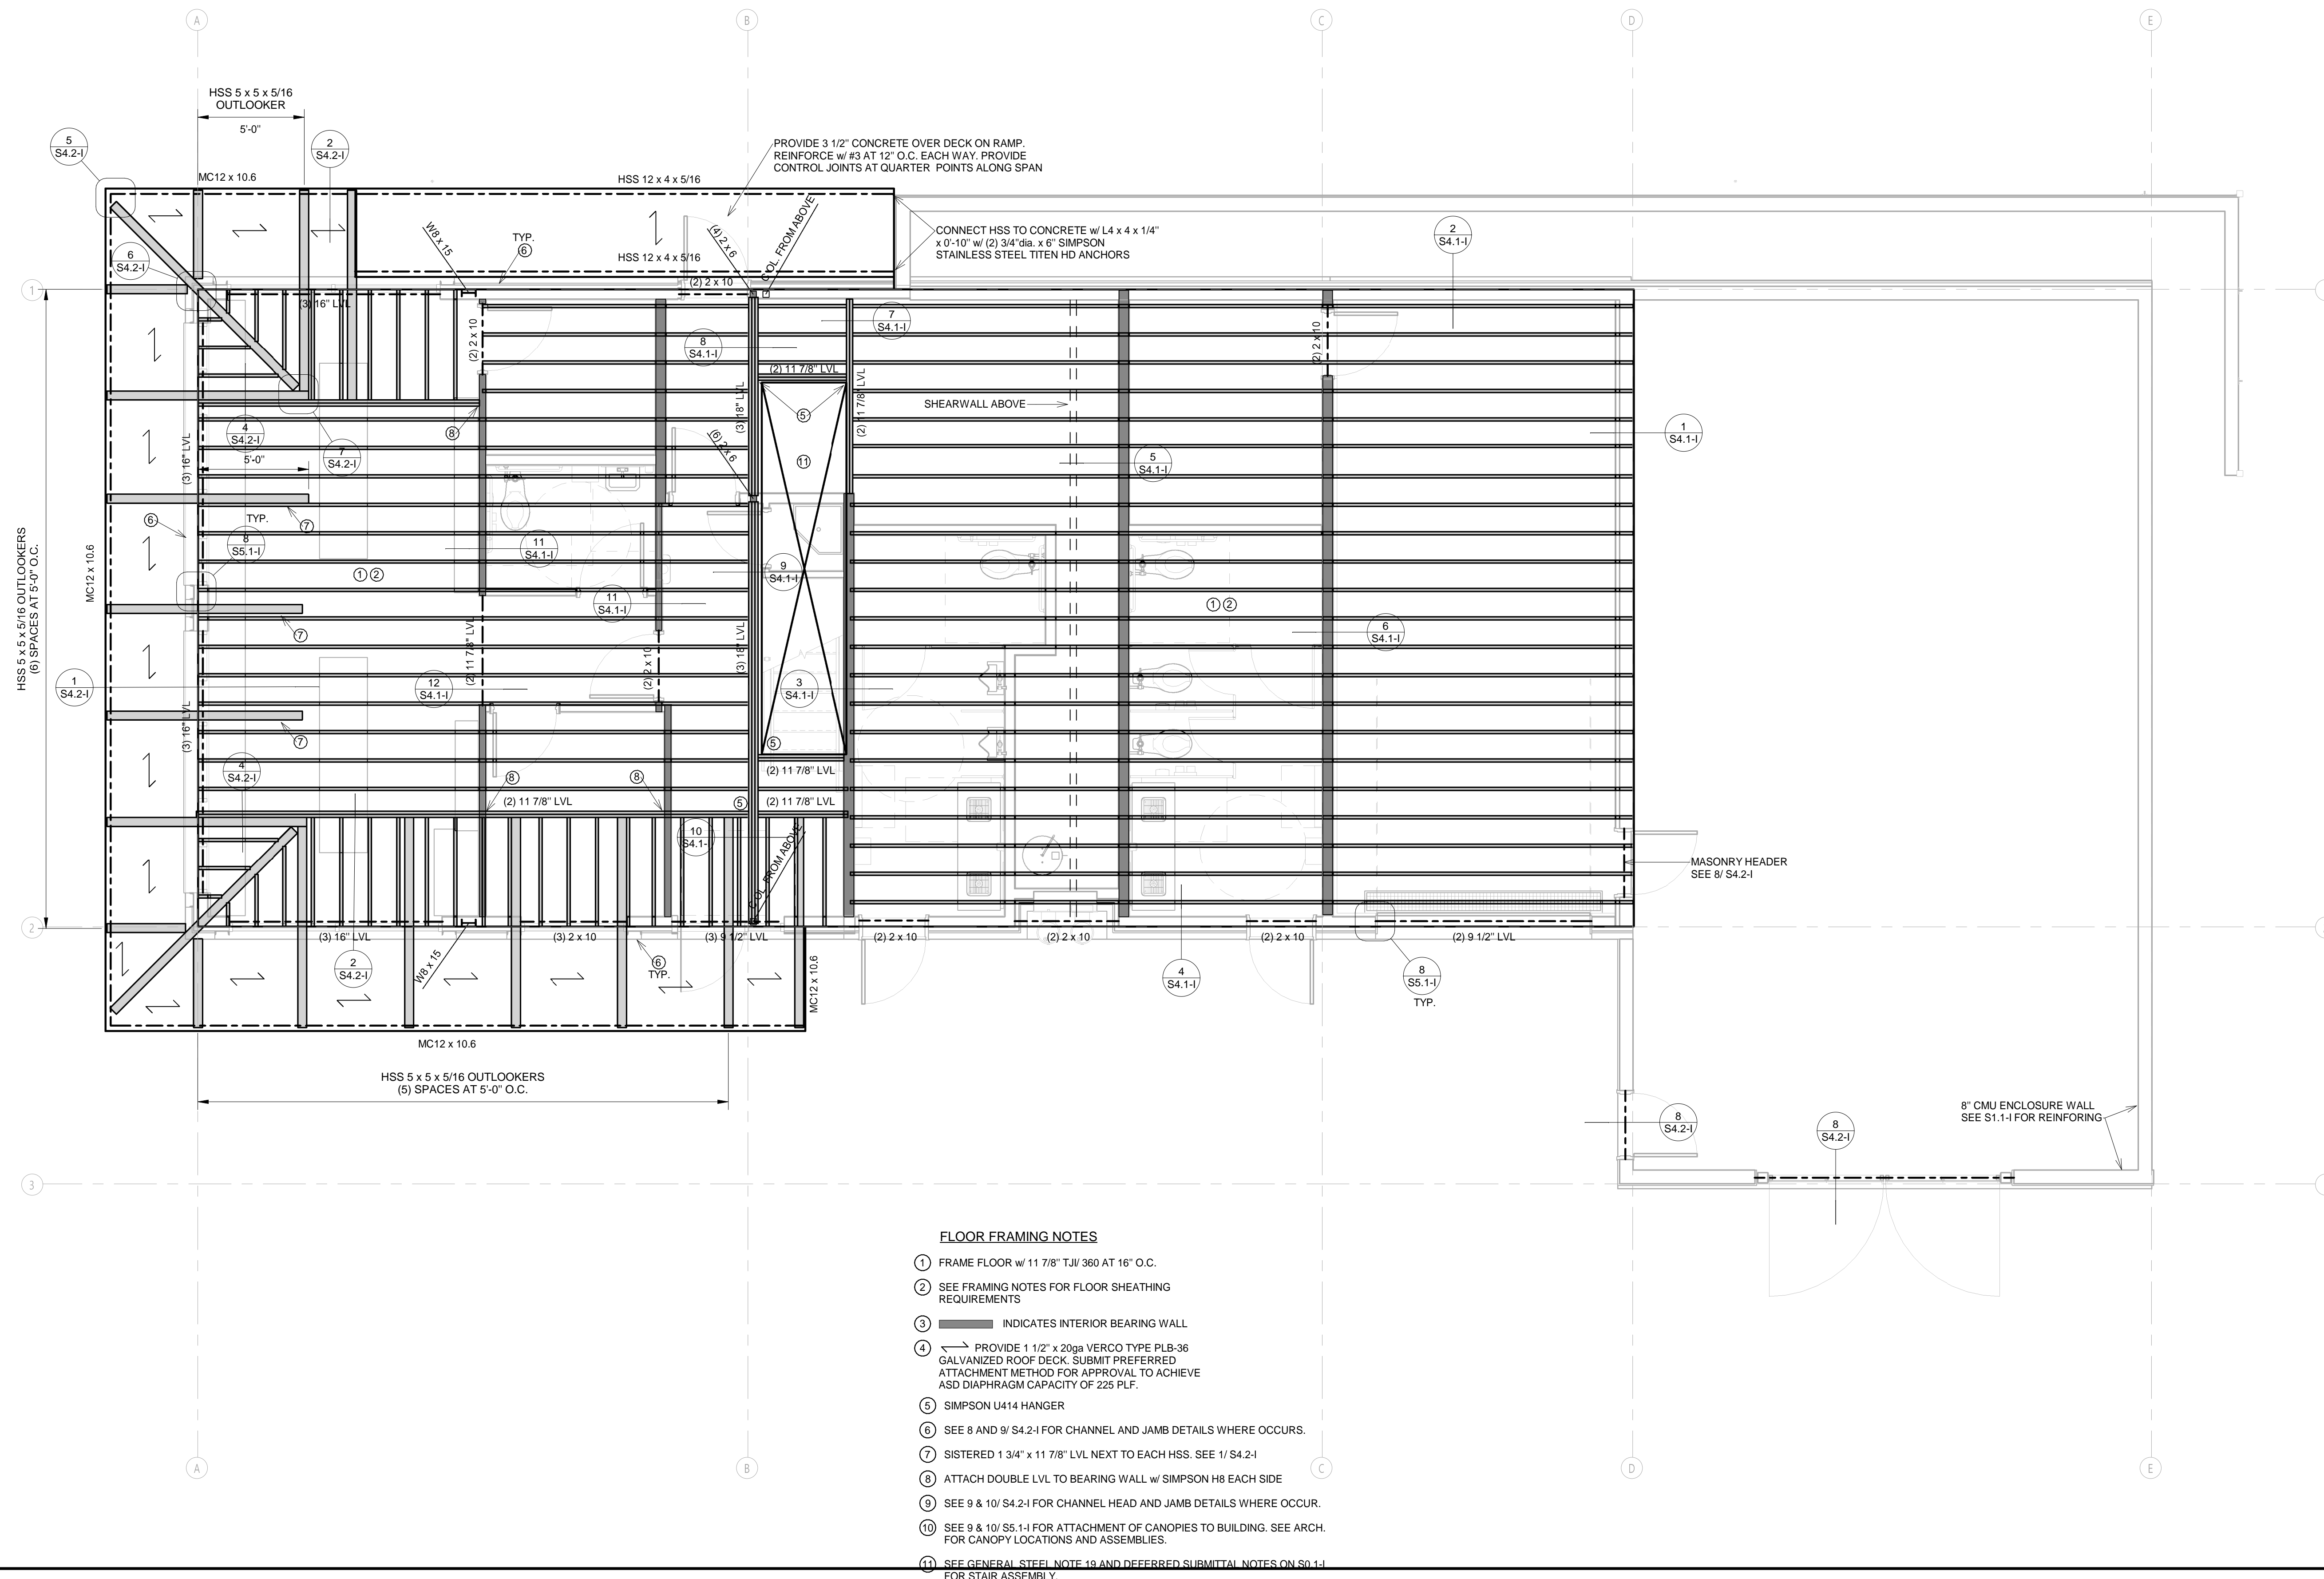 A
B
C
D
E
HSS 5 x 5 x 5/16
OUTLOOKER
5'-0"
5
S4.2-I
2
S4.2-I
PROVIDE 3 1/2" CONCRETE OVER DECK ON RAMP.
REINFORCE w/ #3 AT 12" O.C. EACH WAY. PROVIDE
CONTROL JOINTS AT QUARTER POINTS ALONG SPAN
MC12 x 10.6
HSS 12 x 4 x 5/16
W8 x 15
TYP.
6
(4) 2 x 6
COL. FROM ABOVE
CONNECT HSS TO CONCRETE w/ L4 x 4 x 1/4"
x 0'-10" w/ (2) 3/4"dia. x 6" SIMPSON
STAINLESS STEEL TITEN HD ANCHORS
2
S4.1-I
6
S4.2-I
HSS 12 x 4 x 5/16
(2) 2 x 10
1
(3) 16" LVL
7
S4.1-I
(2) 2 x 10
8
S4.1-I
(2) 2 x 10
(2) 11 7/8" LVL
(3) 18" LVL
(2) 11 7/8" LVL
SHEARWALL ABOVE
5
4
S4.2-I
8
7
S4.2-I
(6) 2 x 6
11
1
S4.1-I
5
S4.1-I
(3) 16" LVL
5'-0"
6
TYP.
8
S5.1-I
7
11
S4.1-I
9
S4.1-I
1
2
HSS 5 x 5 x 5/16 OUTLOOKERS
(6) SPACES AT 5'-0" O.C.
MC12 x 10.6
11
S4.1-I
1
2
6
S4.1-I
7
(2) 11 7/8" LVL
(2) 2 x 10
(3) 18" LVL
1
S4.2-I
12
S4.1-I
3
S4.1-I
(3) 16" LVL
7
5
4
S4.2-I
8
8
(2) 11 7/8" LVL
(2) 11 7/8" LVL
5
(2) 11 7/8" LVL
10
S4.1-I
COL. FROM ABOVE
MASONRY HEADER
SEE 8/ S4.2-I
2
(3) 16" LVL
(3) 2 x 10
(3) 9 1/2" LVL
(2) 2 x 10
(2) 2 x 10
(2) 2 x 10
(2) 9 1/2" LVL
2
S4.2-I
W8 x 15
6
TYP.
MC12 x 10.6
4
S4.1-I
8
S5.1-I
TYP.
MC12 x 10.6
HSS 5 x 5 x 5/16 OUTLOOKERS
(5) SPACES AT 5'-0" O.C.
8
S4.2-I
8
S4.2-I
8" CMU ENCLOSURE WALL
SEE S1.1-I FOR REINFORING
3
FLOOR FRAMING NOTES
1 FRAME FLOOR w/ 11 7/8" TJI/ 360 AT 16" O.C.
2 SEE FRAMING NOTES FOR FLOOR SHEATHING
REQUIREMENTS
3 INDICATES INTERIOR BEARING WALL
4 PROVIDE 1 1/2" x 20ga VERCO TYPE PLB-36
GALVANIZED ROOF DECK. SUBMIT PREFERRED
ATTACHMENT METHOD FOR APPROVAL TO ACHIEVE
ASD DIAPHRAGM CAPACITY OF 225 PLF.
5 SIMPSON U414 HANGER
6 SEE 8 AND 9/ S4.2-I FOR CHANNEL AND JAMB DETAILS WHERE OCCURS.
7 SISTERED 1 3/4" x 11 7/8" LVL NEXT TO EACH HSS. SEE 1/ S4.2-I
8 ATTACH DOUBLE LVL TO BEARING WALL w/ SIMPSON H8 EACH SIDE
9 SEE 9 & 10/ S4.2-I FOR CHANNEL HEAD AND JAMB DETAILS WHERE OCCUR.
10 SEE 9 & 10/ S5.1-I FOR ATTACHMENT OF CANOPIES TO BUILDING. SEE ARCH.
FOR CANOPY LOCATIONS AND ASSEMBLIES.
11 SEE GENERAL STEEL NOTE 19 AND DEFERRED SUBMITTAL NOTES ON S0.1-I
FOR STAIR ASSEMBLY.
A
B
C
D
E